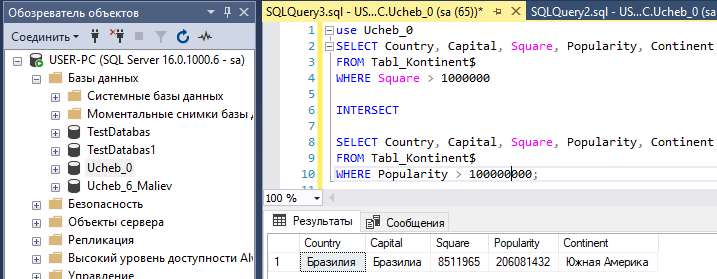 Обозреватель объектов
Соединить
USER-PC (SQL Server 16.0.1000.6 - sa)
Базы данных
Системные базы данных
Моментальные снимки базы д
TestDatabas
TestDatabas1
Ucheb_0
Ucheb_6_Maliev
Безопасность
Объекты сервера
Репликация
Высокий уровень доступности Al
Управление
SQLQuery3.sql - US...C.Ucheb_0 (sa (65))*
SQLQuery2.sql - US...C.Ucheb_0 (sa
1 use Ucheb_0
2 SELECT Country, Capital, Square, Popularity, Continent
3 FROM Tabl_Kontinent$
4 WHERE Square > 1000000
5
6 INTERSECT
7
8 SELECT Country, Capital, Square, Popularity, Continent
9 FROM Tabl_Kontinent$
10 WHERE Popularity > 100000000;
11
100 %
Результаты Сообщения
Country Capital Square Popularity Continent
1 Бразилия Бразилиа 8511965 206081432 Южная Америка